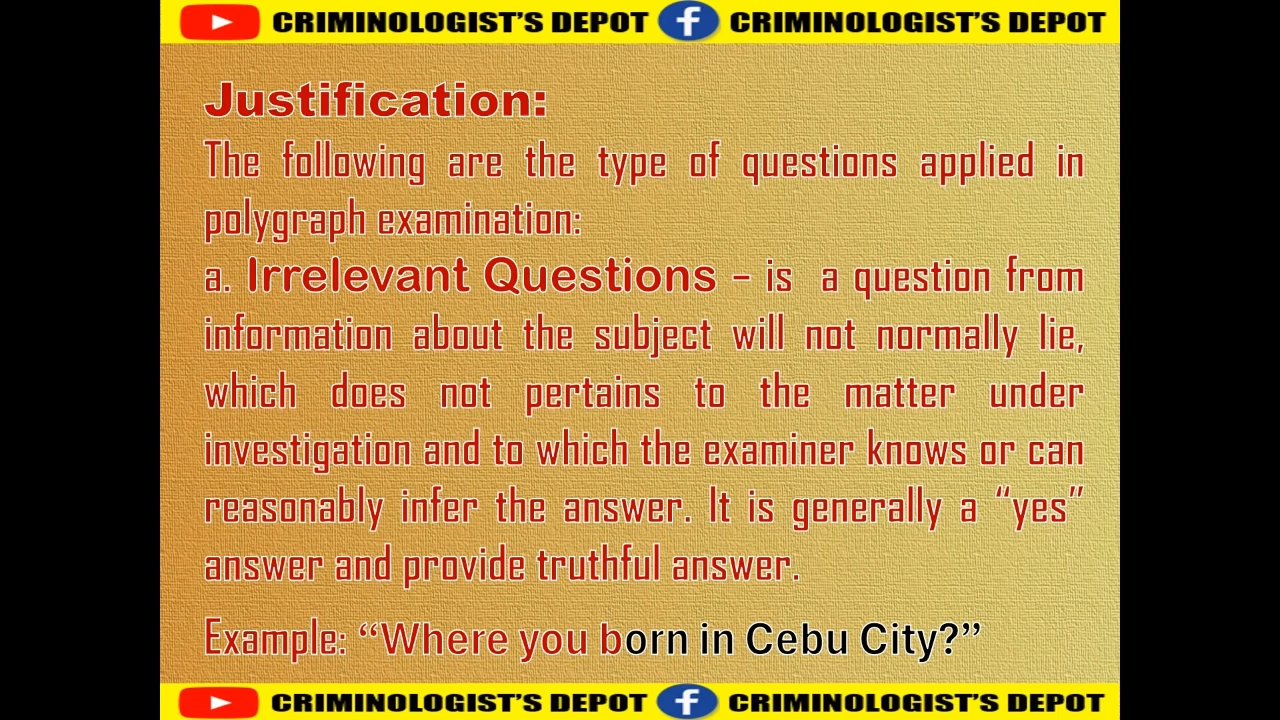 CRIMINOLOGIST'S DEPOT CRIMINOLOGIST'S DEPOT
Justification:
The following are the type of questions applied in
polygraph examination:
a. Irrelevant Questions – is a question from
information about the subject will not normally lie,
which does not pertains to the matter under
investigation and to which the examiner knows or can
reasonably infer the answer. It is generally a “yes”
answer and provide truthful answer.
Example: “Where you born in Cebu City?”
CRIMINOLOGIST'S DEPOT CRIMINOLOGIST'S DEPOT